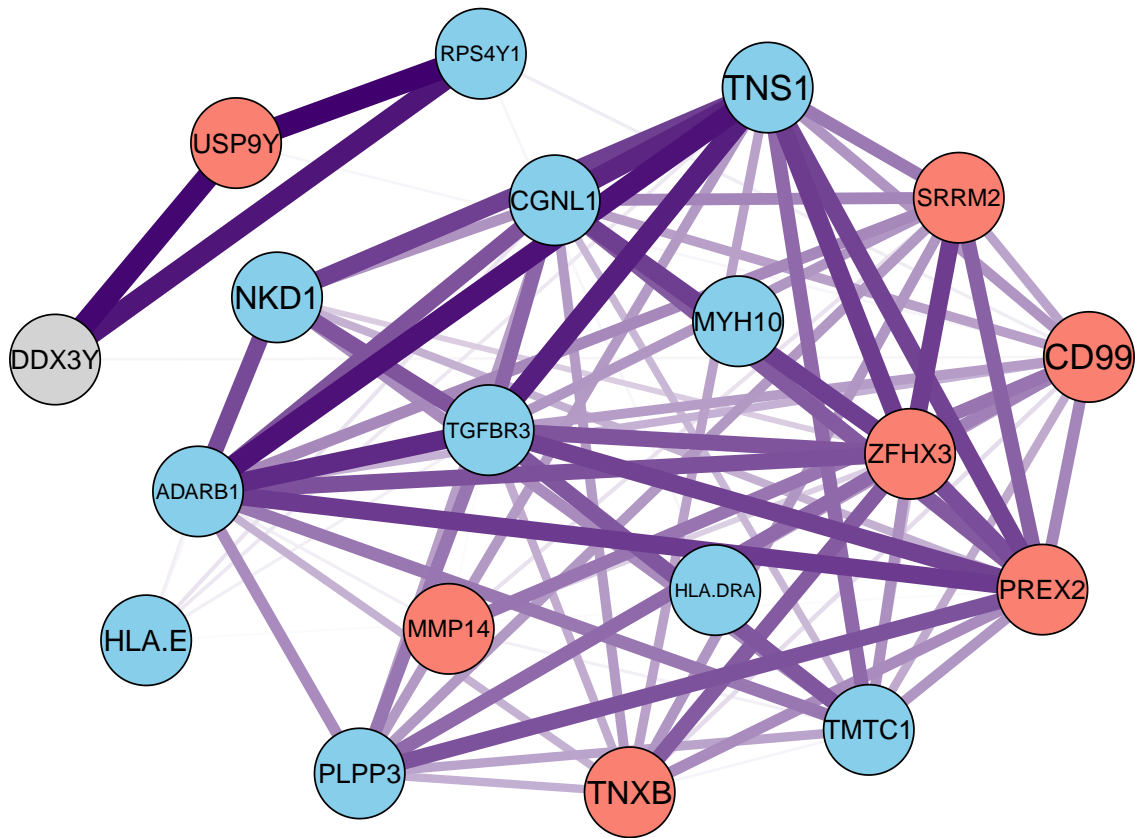 RPS4Y1
TNS1
USP9Y
CGNL1
SRRM2
NKD1
MYH10
DDX3Y
CD99
TGFBR3
ZFHX3
ADARB1
HLA.DRA
PREX2
MMP14
HLA.E
TMTC1
PLPP3
TNXB